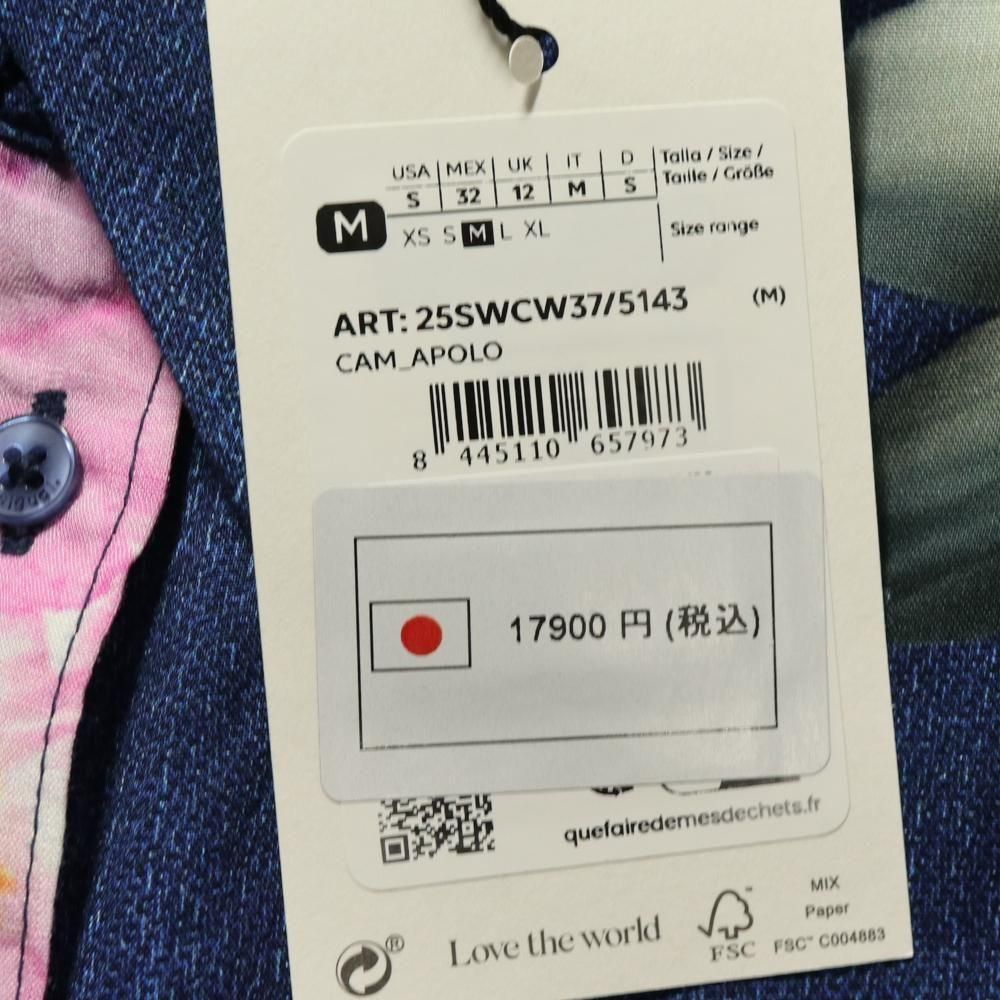 USA MEX UK IT D Talla / Size /
S 32 12 M S Taille / Größe
M
XS S M L XL Size range
ART: 25SWCW37/5143 (M)
CAM_APOLO
8 445110 657973
17900 円 (税込)
quefairedemesdechets.fr
Love the world
FSC
MIX
Paper
FSC™ C004883